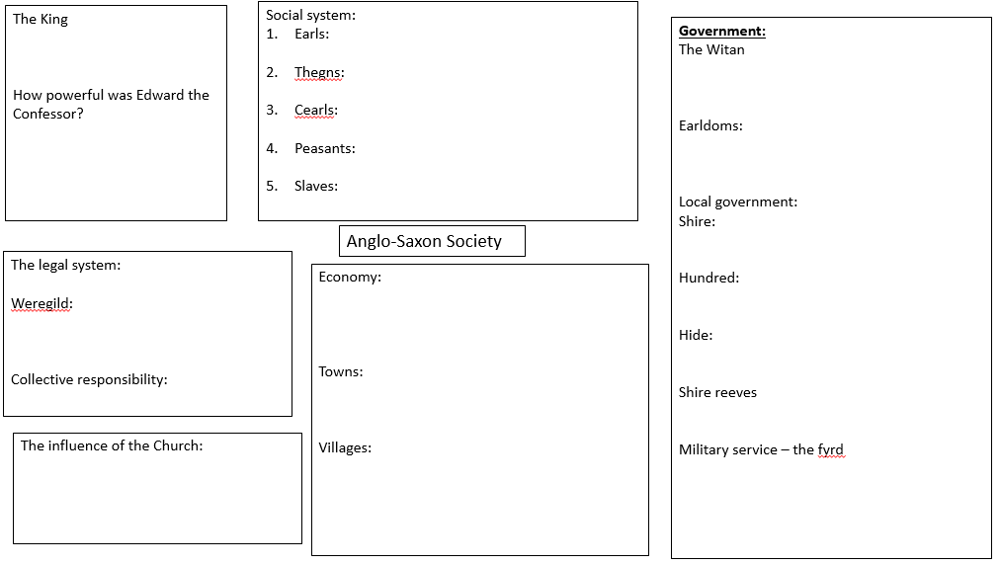 The King
How powerful was Edward the
Confessor?
Social system:
1. Earls:
2. Thegns:
3. Cearls:
4. Peasants:
5. Slaves:
Government:
The Witan
Earldoms:
Local government:
Shire:
Hundred:
Hide:
Shire reeves
Military service – the fyrd
Anglo-Saxon Society
The legal system:
Weregild:
Collective responsibility:
Economy:
Towns:
Villages:
The influence of the Church: